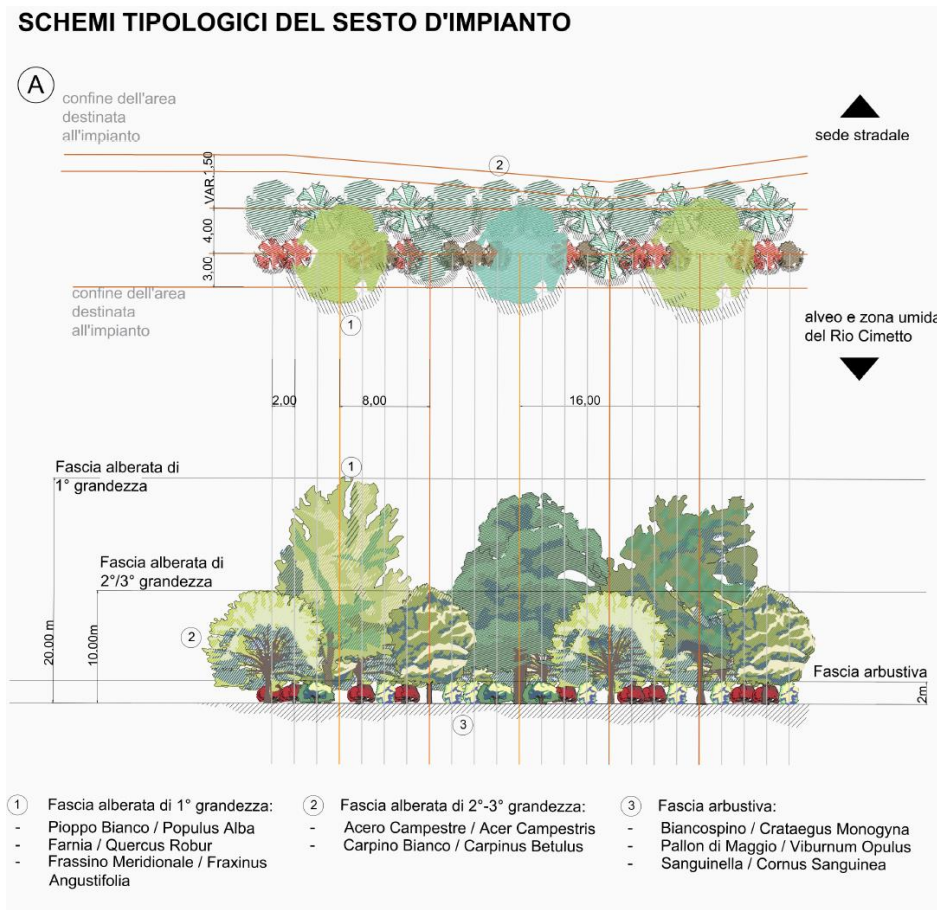 SCHEMI TIPOLOGICI DEL SESTO D'IMPIANTO
A
confine dell'area
destinata
all'impianto
sede stradale
2
VAR.1,50
4,00
3,00
confine dell'area
destinata
all'impianto
1
alveo e zona umida
del Rio Cimetto
2,00
8,00
16,00
Fascia alberata di
1° grandezza
1
Fascia alberata di
2°/3° grandezza
20.00 m
10.00m
2
Fascia arbustiva
2m
3
1 Fascia alberata di 1° grandezza:
- Pioppo Bianco / Populus Alba
- Farnia / Quercus Robur
- Frassino Meridionale / Fraxinus
Angustifolia
2 Fascia alberata di 2°-3° grandezza:
- Acero Campestre / Acer Campestris
- Carpino Bianco / Carpinus Betulus
3 Fascia arbustiva:
- Biancospino / Crataegus Monogyna
- Pallon di Maggio / Viburnum Opulus
- Sanguinella / Cornus Sanguinea